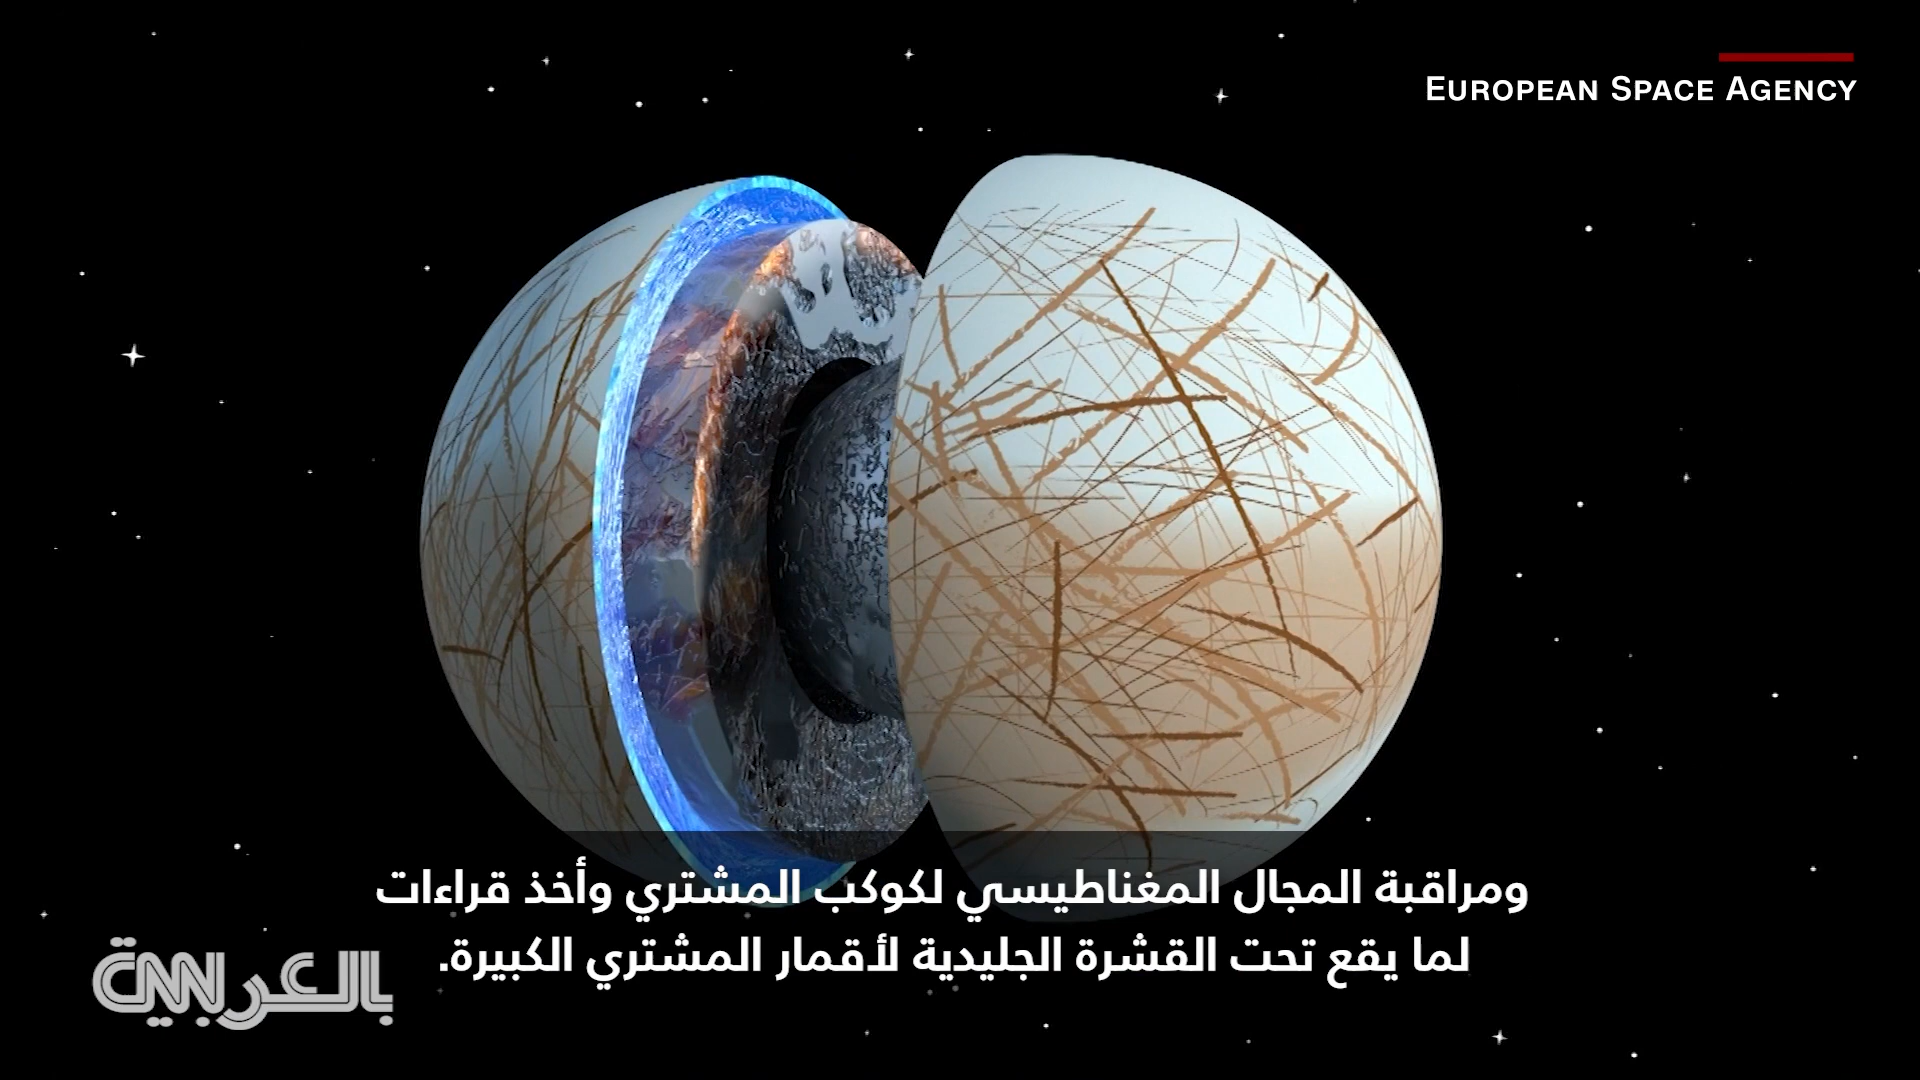 EUROPEAN SPACE AGENCY
ومراقبة المجال المغناطيسي لكوكب المشتري وأخذ قراءات
لما يقع تحت القشرة الجليدية لأقمار المشتري الكبيرة.
CNN بالعربية